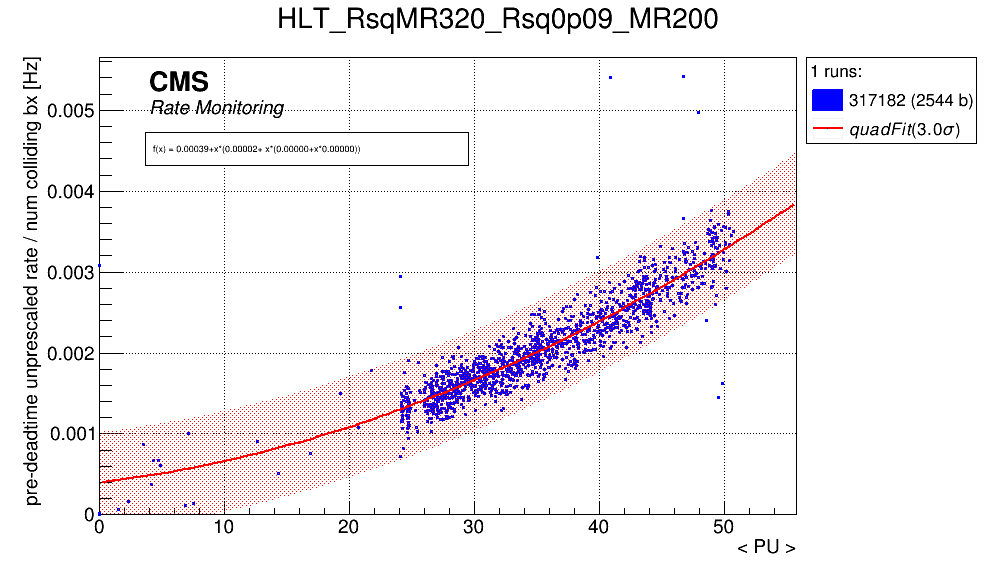 HLT_RsqMR320_Rsq0p09_MR200
CMS
Rate Monitoring
f(x) = 0.00039+x*(0.00002+ x*(0.00000+x*0.00000))
pre-deadtime unprescaled rate / num colliding bx [Hz]
0.005
0.004
0.003
0.002
0.001
0
0 10 20 30 40 50
< PU >
1 runs:
317182 (2544 b)
quadFit(3.0σ)